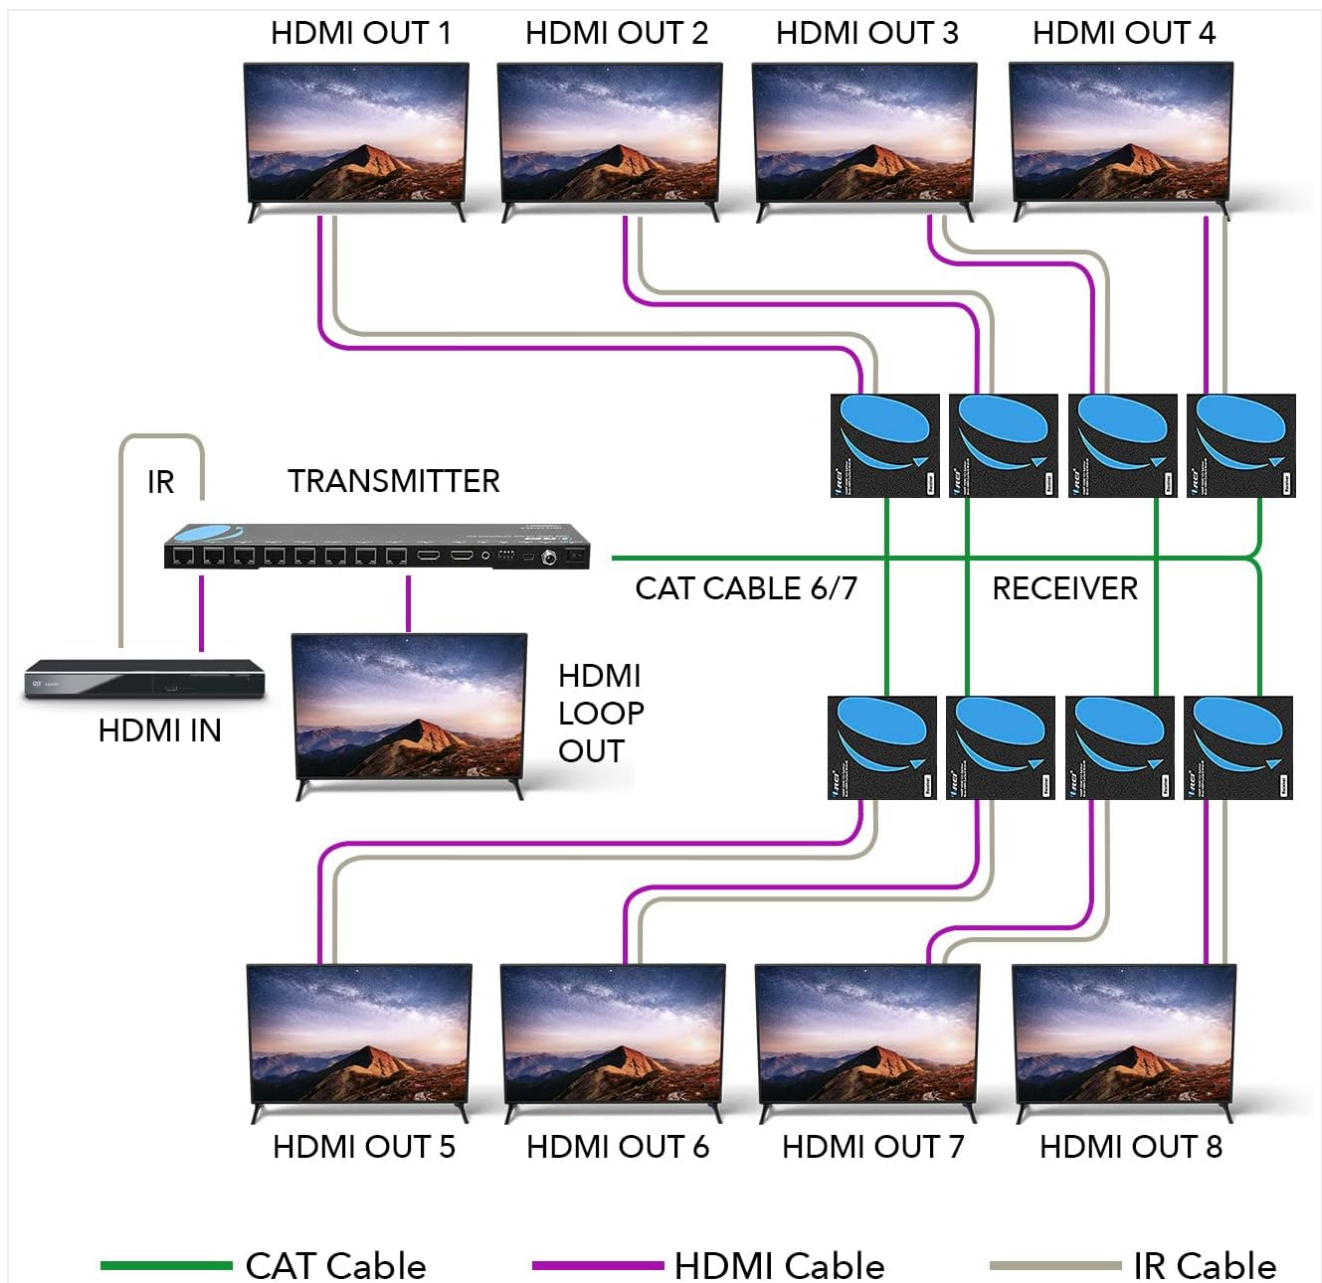 HDMI OUT 1
HDMI OUT 2
HDMI OUT 3
HDMI OUT 4
IR
TRANSMITTER
CAT CABLE 6/7
RECEIVER
HDMI IN
HDMI
LOOP
OUT
HDMI OUT 5
HDMI OUT 6
HDMI OUT 7
HDMI OUT 8
CAT Cable
HDMI Cable
IR Cable